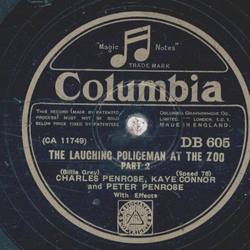 "Magic Notes"
TRADE MARK
Columbia
THIS RECORD (MADE BY PATENTED
PROCESS) MUST NOT BE SOLD
BELOW PRICE FIXED BY PATENTEES
COLUMBIA GRAPHOPHONE CO.
LIMITED. LONDON, E.C.1.
MADE IN ENGLAND.
(CA 11749)
DB 605
THE LAUGHING POLICEMAN AT THE ZOO
PART 2
(Billie Grey)
(Speed 78)
CHARLES PENROSE, KAYE CONNOR
and PETER PENROSE
With Effects